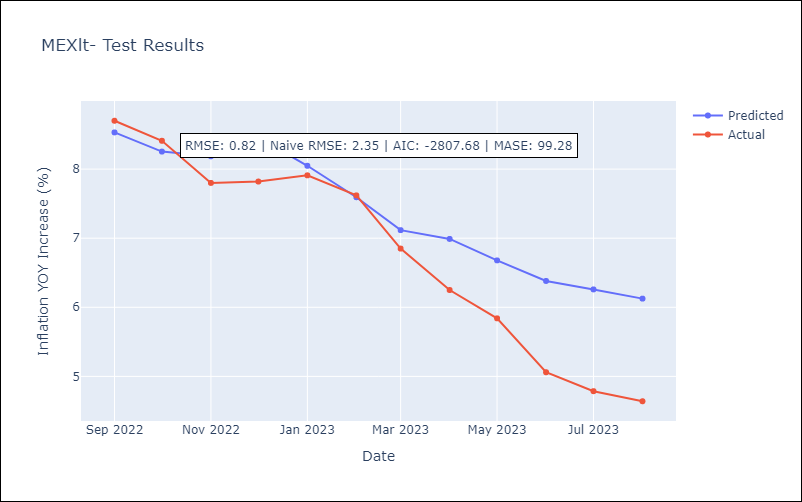 MEXlt- Test Results
Predicted
Actual
RMSE: 0.82 | Naive RMSE: 2.35 | AIC: -2807.68 | MASE: 99.28
Inflation YOY Increase (%)
8
7
6
5
Sep 2022 Nov 2022 Jan 2023 Mar 2023 May 2023 Jul 2023
Date